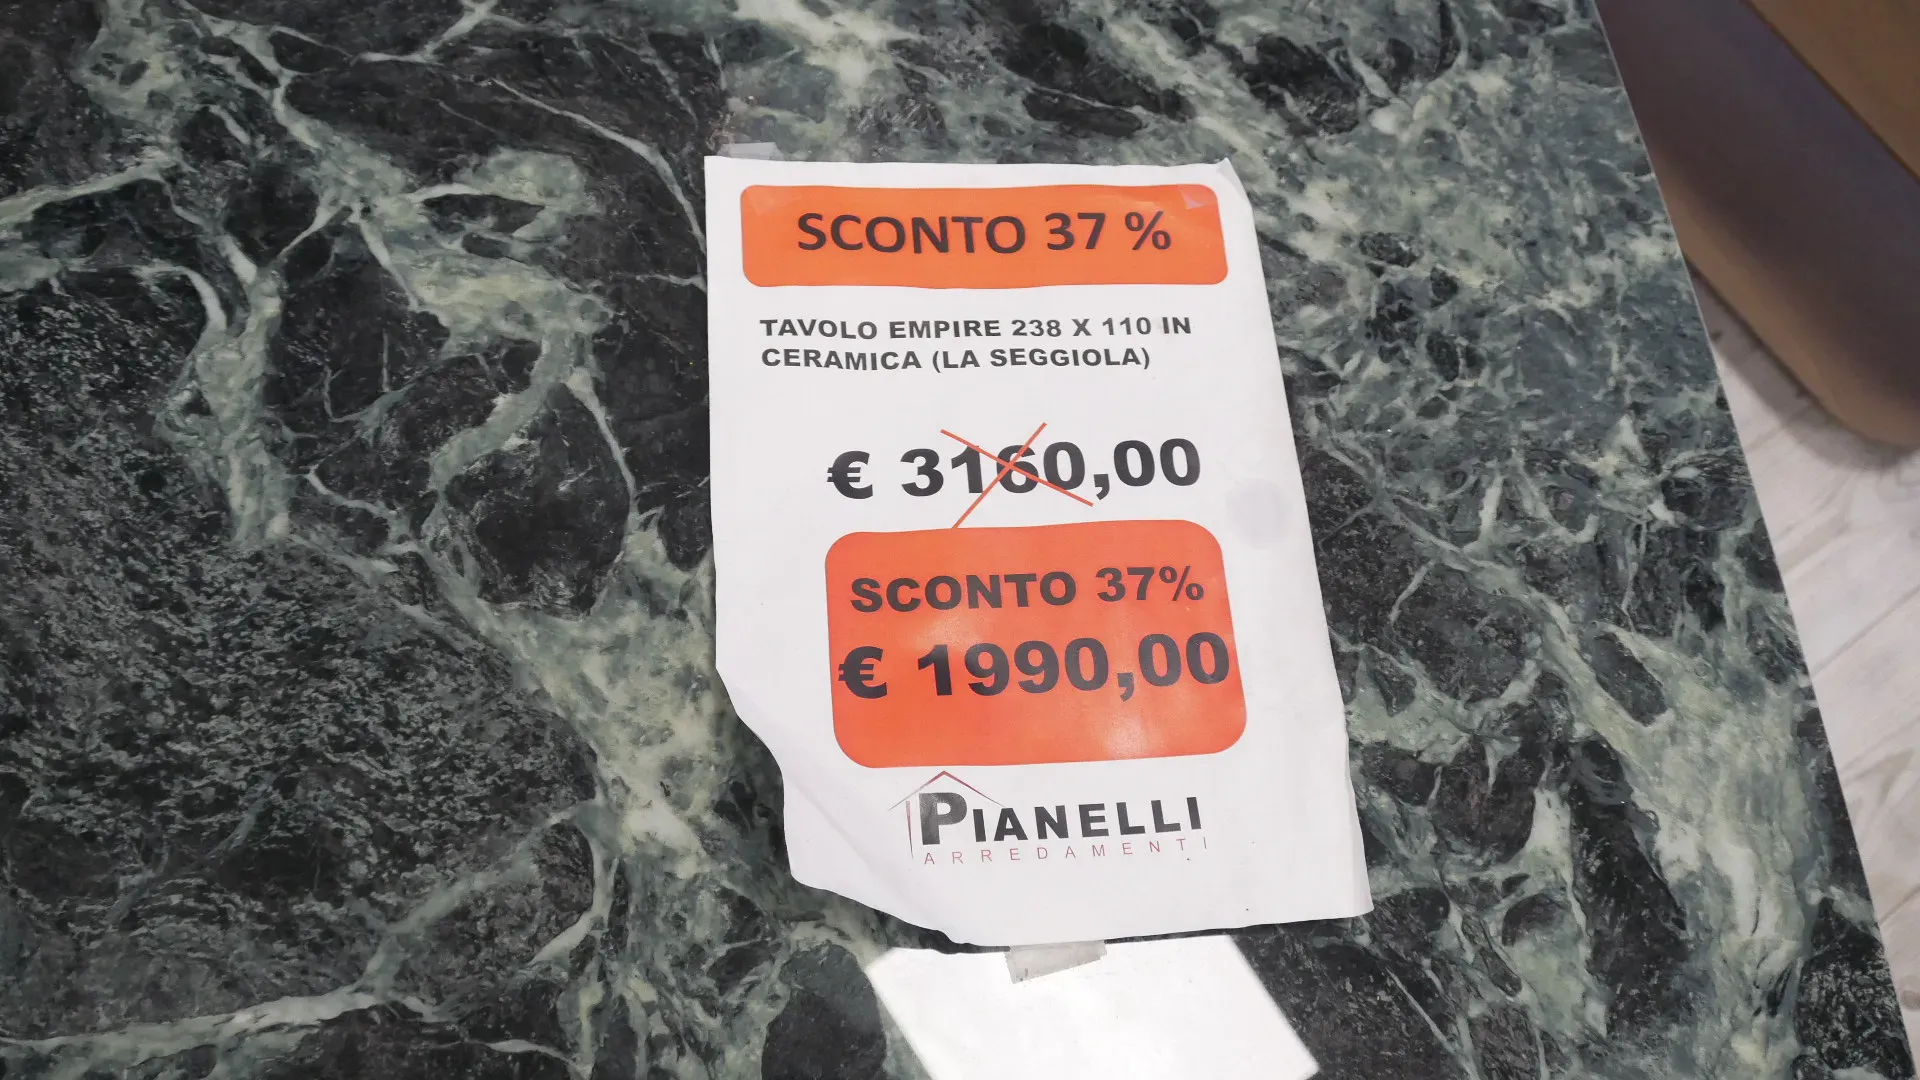 SCONTO 37 %
TAVOLO EMPIRE 238 X 110 IN
CERAMICA (LA SEGGIOLA)
€ 3160,00
SCONTO 37%
€ 1990,00
PIANELLI
ARREDAMENTI